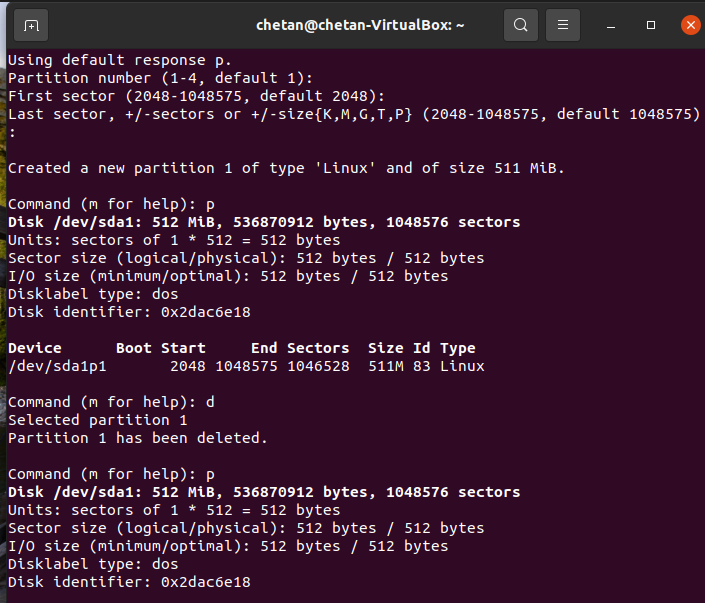 chetan@chetan-VirtualBox: ~
Using default response p.
Partition number (1-4, default 1):
First sector (2048-1048575, default 2048):
Last sector, +/-sectors or +/-size{K,M,G,T,P} (2048-1048575, default 1048575)
:
Created a new partition 1 of type 'Linux' and of size 511 MiB.
Command (m for help): p
Disk /dev/sda1: 512 MiB, 536870912 bytes, 1048576 sectors
Units: sectors of 1 * 512 = 512 bytes
Sector size (logical/physical): 512 bytes / 512 bytes
I/O size (minimum/optimal): 512 bytes / 512 bytes
Disklabel type: dos
Disk identifier: 0x2dac6e18
Device      Boot Start     End Sectors  Size Id Type
/dev/sda1p1       2048 1048575 1046528  511M 83 Linux
Command (m for help): d
Selected partition 1
Partition 1 has been deleted.
Command (m for help): p
Disk /dev/sda1: 512 MiB, 536870912 bytes, 1048576 sectors
Units: sectors of 1 * 512 = 512 bytes
Sector size (logical/physical): 512 bytes / 512 bytes
I/O size (minimum/optimal): 512 bytes / 512 bytes
Disklabel type: dos
Disk identifier: 0x2dac6e18